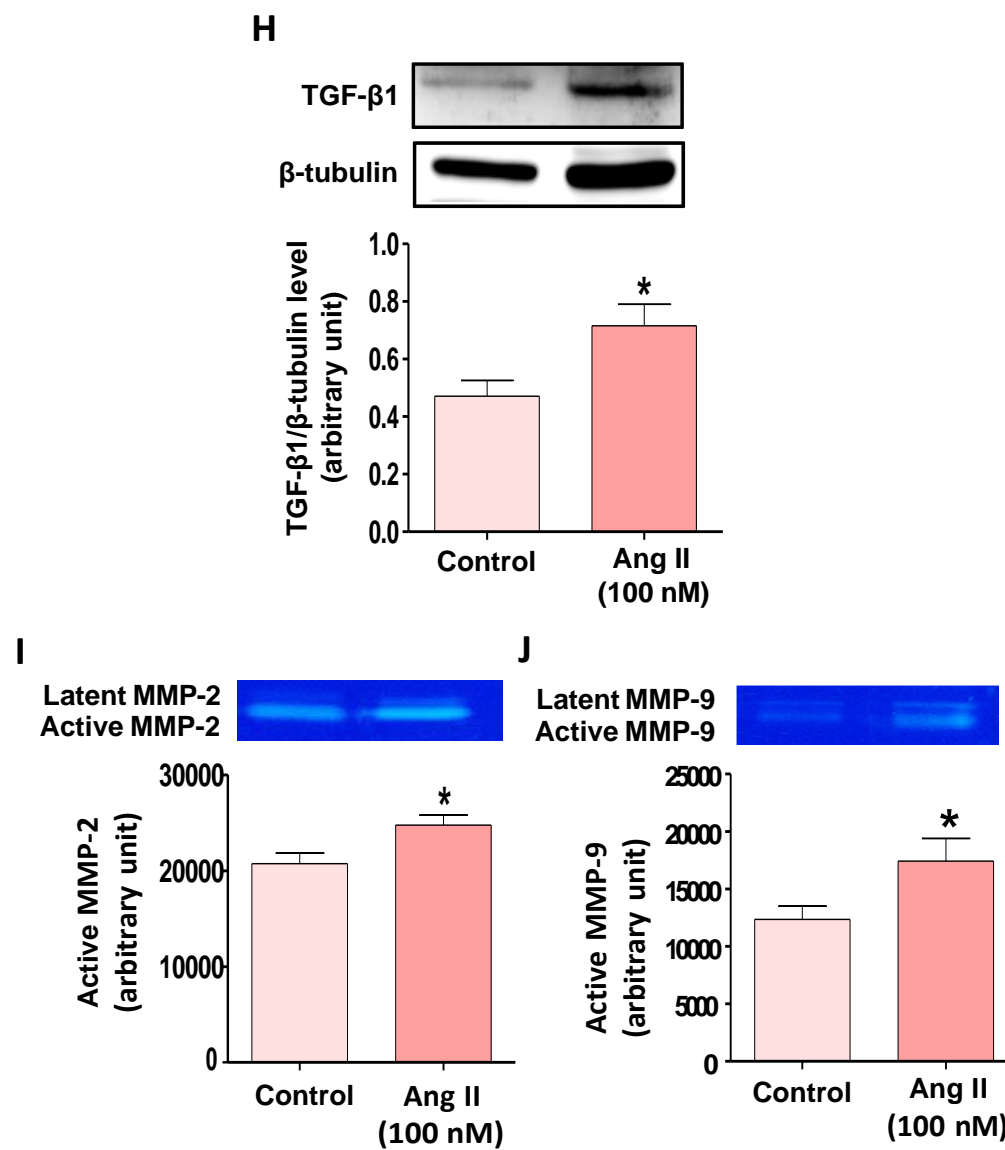 H
TGF-β1
β-tubulin
TGF-β1/β-tubulin level
(arbitrary unit)
1.0
0.8
0.6
0.4
0.2
0.0
*
Control
Ang II
(100 nM)
I
Latent MMP-2
Active MMP-2
Active MMP-2
(arbitrary unit)
30000
20000
10000
0
*
Control
Ang II
(100 nM)
J
Latent MMP-9
Active MMP-9
Active MMP-9
(arbitrary unit)
25000
20000
15000
10000
5000
0
*
Control
Ang II
(100 nM)